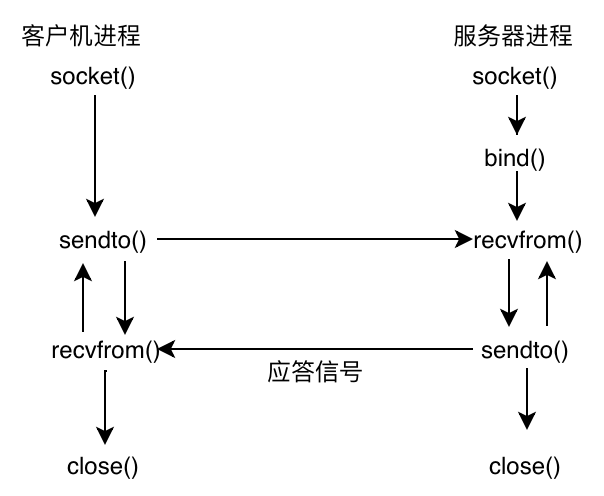 客户机进程
服务器进程
socket()
socket()
bind()
sendto()
recvfrom()
recvfrom()
sendto()
应答信号
close()
close()